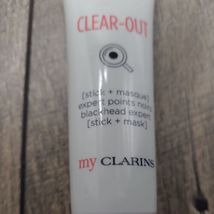 CLEAR-OUT
[stick + masque]
expert points noirs
blackhead expert
[stick + mask]
my CLARINS